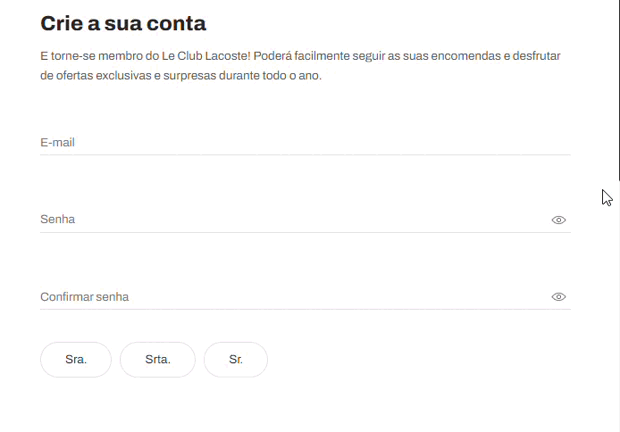 Crie a sua conta
E torne-se membro do Le Club Lacoste! Poderá facilmente seguir as suas encomendas e desfrutar
de ofertas exclusivas e surpresas durante todo o ano.
E-mail
Senha
Confirmar senha
Sra. Srta. Sr.